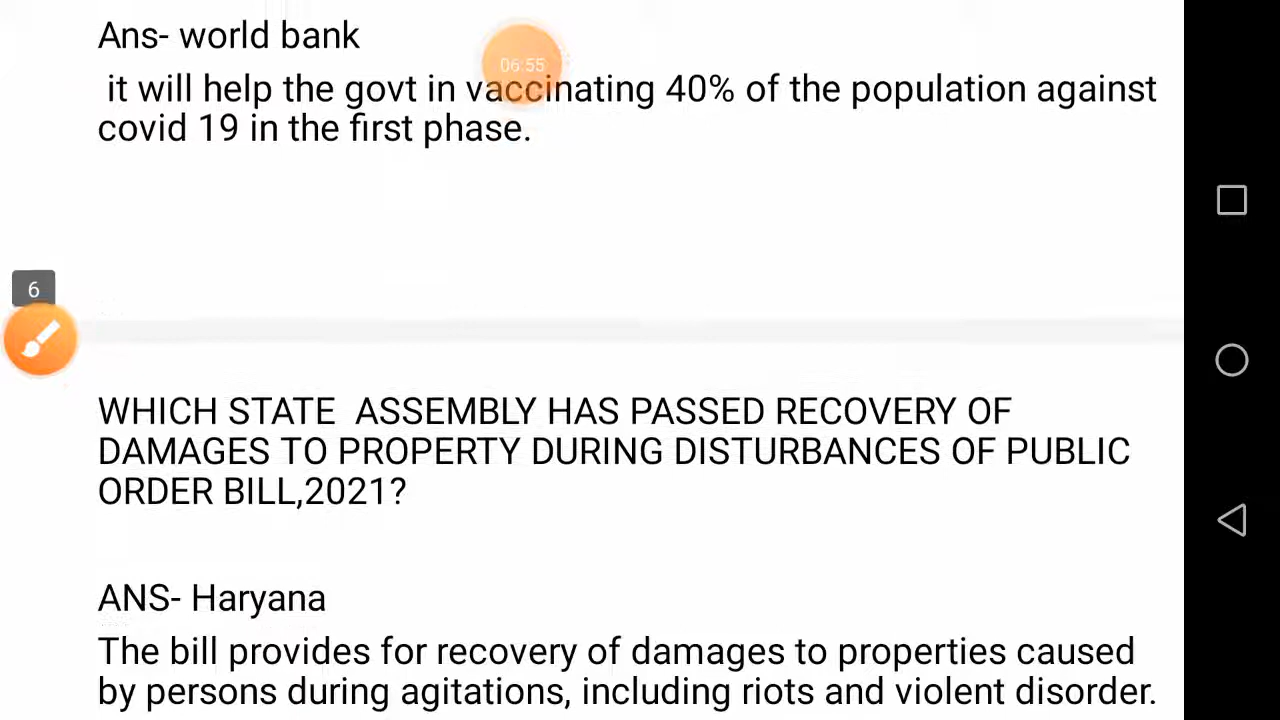 Ans- world bank
06:55
it will help the govt in vaccinating 40% of the population against
covid 19 in the first phase.
6
WHICH STATE ASSEMBLY HAS PASSED RECOVERY OF
DAMAGES TO PROPERTY DURING DISTURBANCES OF PUBLIC
ORDER BILL,2021?
ANS- Haryana
The bill provides for recovery of damages to properties caused
by persons during agitations, including riots and violent disorder.